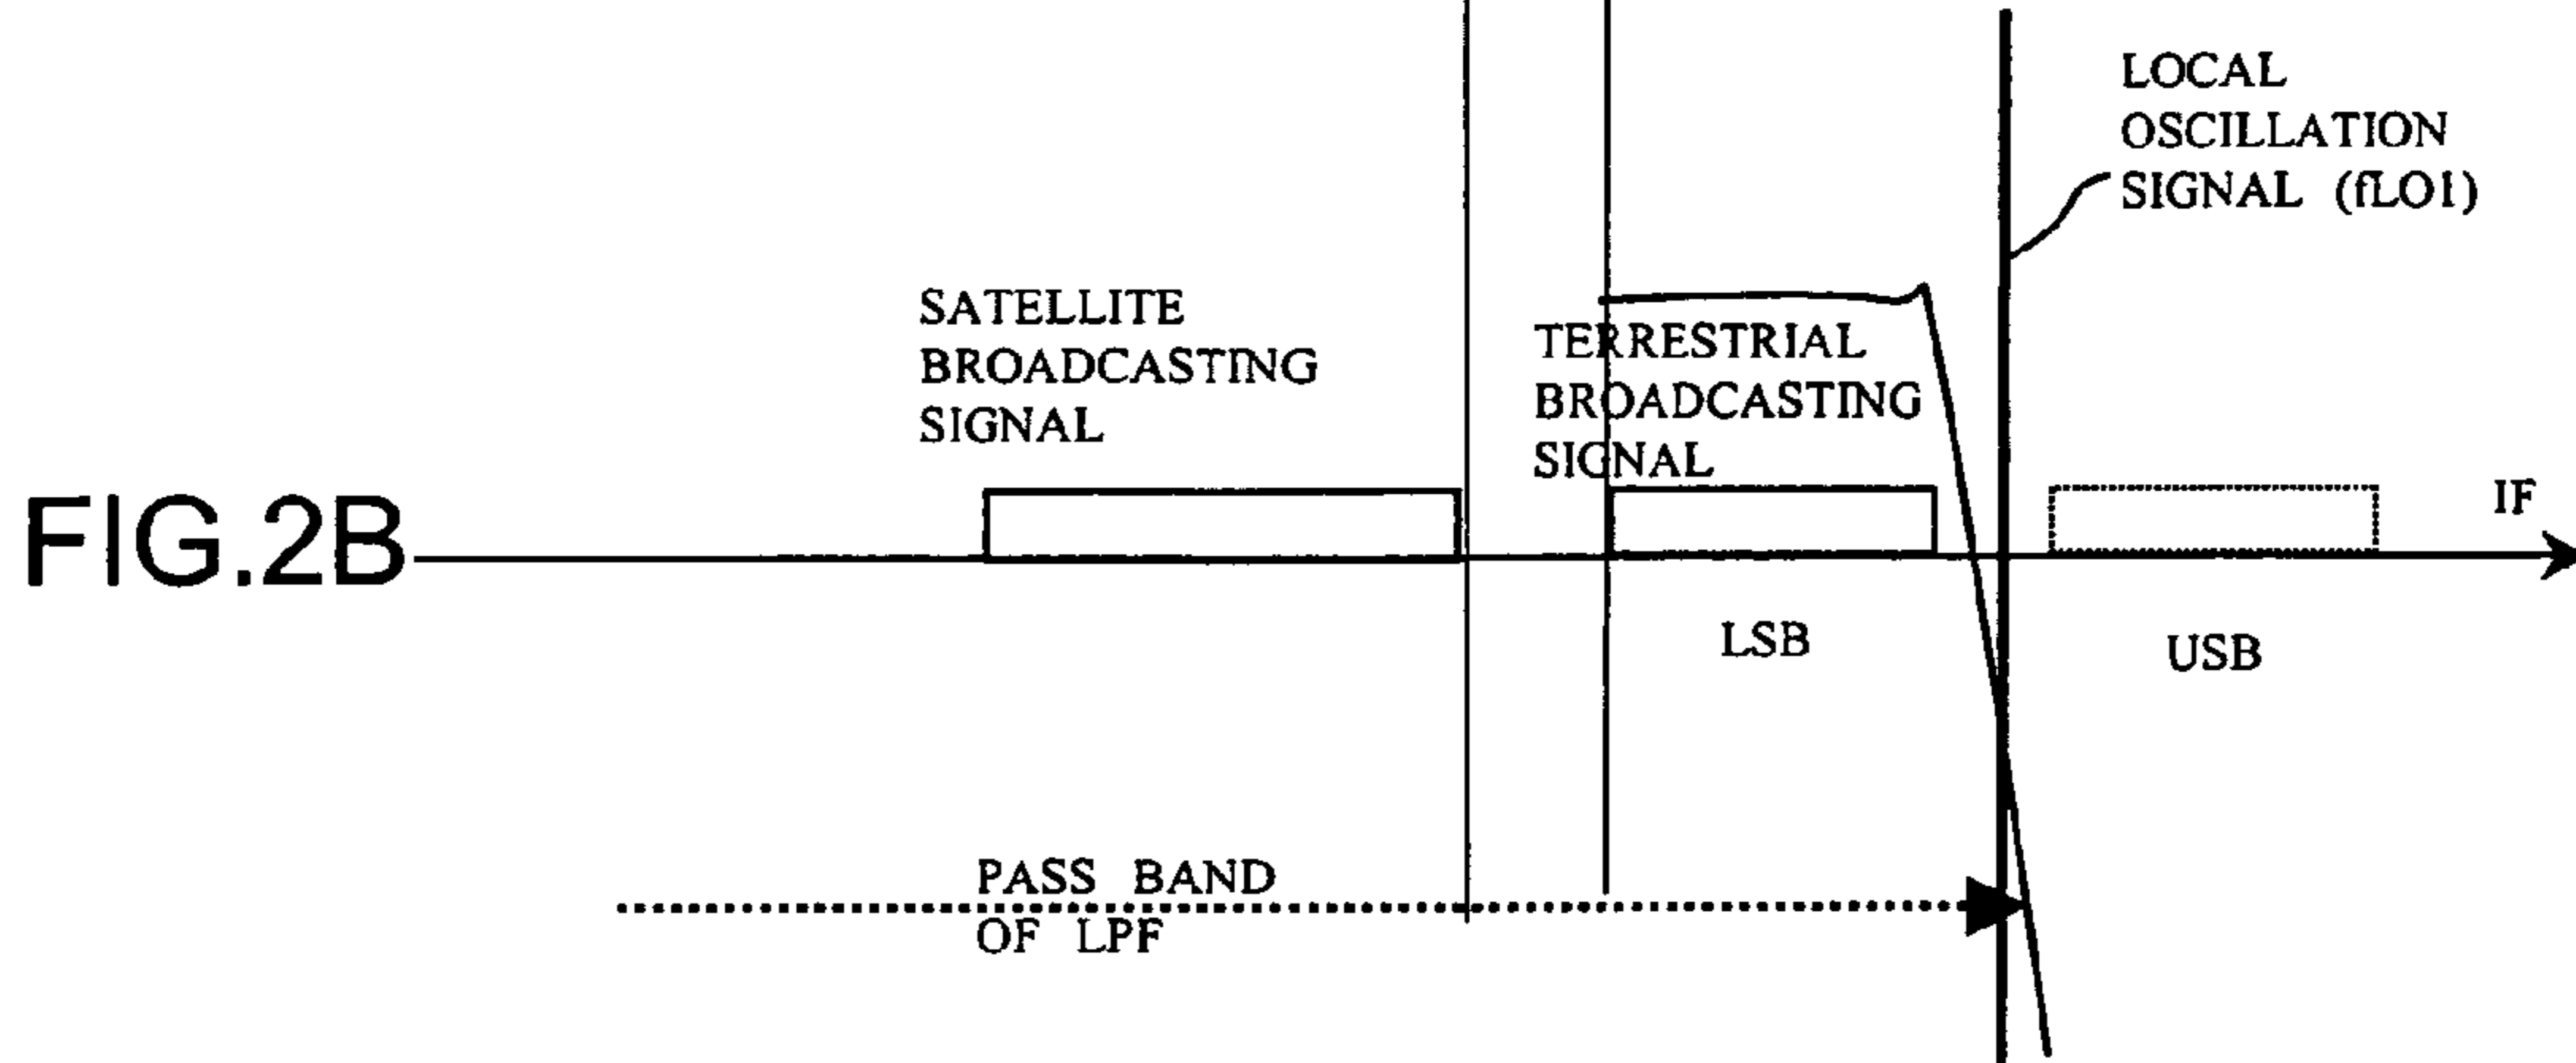 LOCAL
OSCILLATION
SIGNAL (fLO1)
SATELLITE
BROADCASTING
SIGNAL
TERRESTRIAL
BROADCASTING
SIGNAL
FIG.2B
IF
LSB
USB
PASS BAND
OF LPF